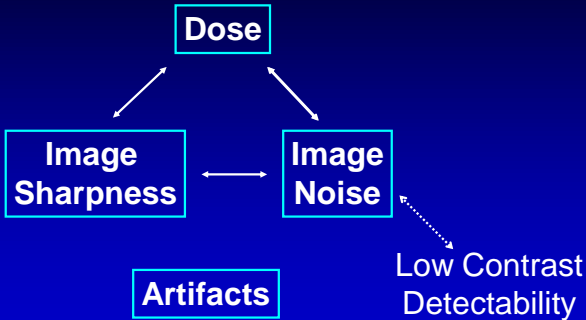 Dose
Image
Sharpness
Image
Noise
Low Contrast
Detectability
Artifacts